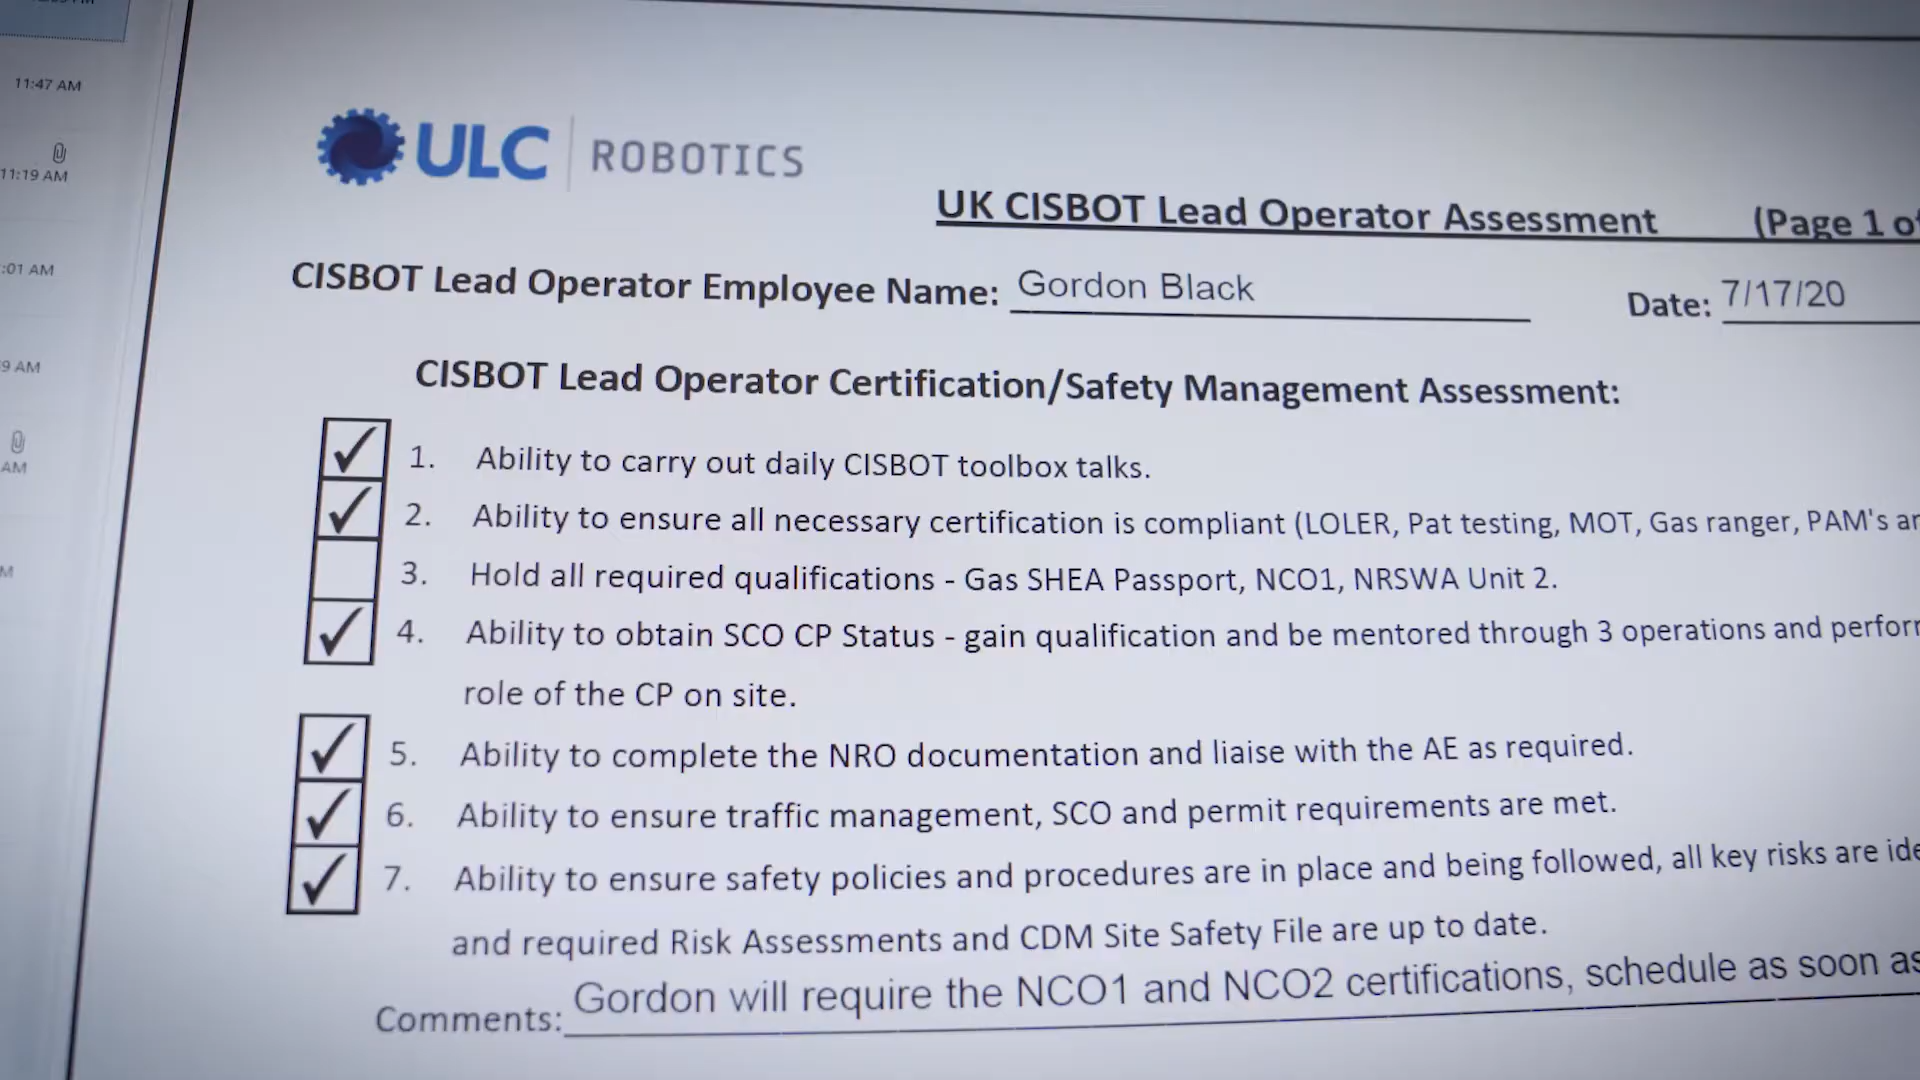 11:47 AM
11:19 AM
:01 AM
9 AM
AM
ULC ROBOTICS
UK CISBOT Lead Operator Assessment (Page 1 of
CISBOT Lead Operator Employee Name: Gordon Black Date: 7/17/20
CISBOT Lead Operator Certification/Safety Management Assessment:
1. Ability to carry out daily CISBOT toolbox talks.
2. Ability to ensure all necessary certification is compliant (LOLER, Pat testing, MOT, Gas ranger, PAM's
3. Hold all required qualifications - Gas SHEA Passport, NCO1, NRSWA Unit 2.
4. Ability to obtain SCO CP Status - gain qualification and be mentored through 3 operations and
role of the CP on site.
5. Ability to complete the NRO documentation and liaise with the AE as required.
6. Ability to ensure traffic management, SCO and permit requirements are met.
7. Ability to ensure safety policies and procedures are in place and being followed, all key risks are
and required Risk Assessments and CDM Site Safety File are up to date.
Comments: Gordon will require the NCO1 and NCO2 certifications, schedule as soon as